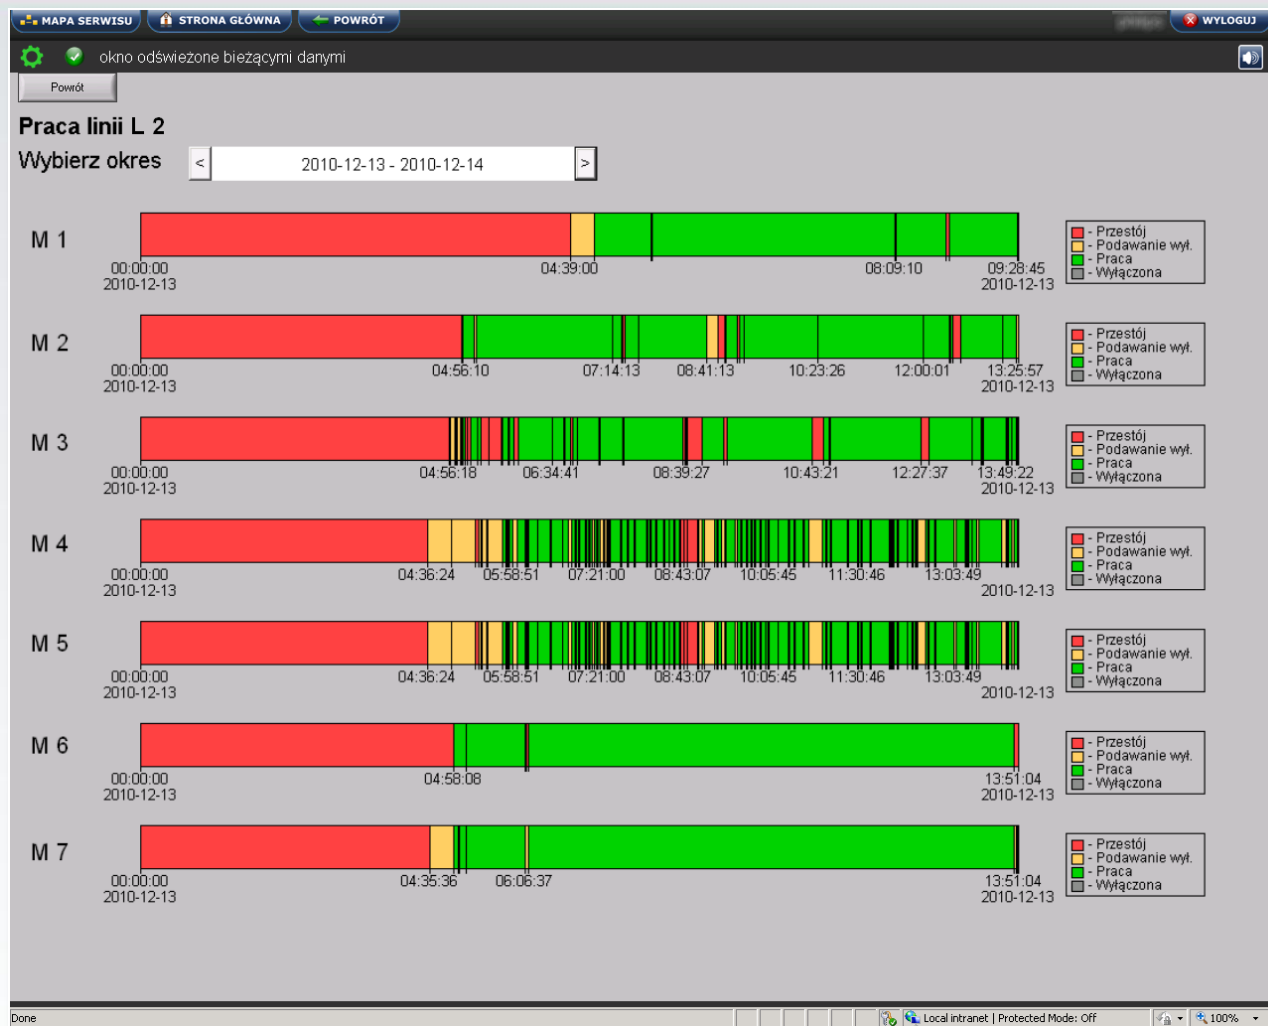 MAPA SERWISU STRONA GŁÓWNA POWRÓT WYLOGUJ
okno odświeżone bieżącymi danymi
Powrót
Praca linii L 2
Wybierz okres < 2010-12-13 - 2010-12-14 >
M 1
00:00:00 04:39:00 08:09:10 09:28:45
2010-12-13 2010-12-13
- Przestój
- Podawanie wył.
- Praca
- Wyłączona
M 2
00:00:00 04:56:10 07:14:13 08:41:13 10:23:26 12:00:01 13:25:57
2010-12-13 2010-12-13
- Przestój
- Podawanie wył.
- Praca
- Wyłączona
M 3
00:00:00 04:56:18 06:34:41 08:39:27 10:43:21 12:27:37 13:49:22
2010-12-13 2010-12-13
- Przestój
- Podawanie wył.
- Praca
- Wyłączona
M 4
00:00:00 04:36:24 05:58:51 07:21:00 08:43:07 10:05:45 11:30:46 13:03:49
2010-12-13 2010-12-13
- Przestój
- Podawanie wył.
- Praca
- Wyłączona
M 5
00:00:00 04:36:24 05:58:51 07:21:00 08:43:07 10:05:45 11:30:46 13:03:49
2010-12-13 2010-12-13
- Przestój
- Podawanie wył.
- Praca
- Wyłączona
M 6
00:00:00 04:58:08 13:51:04
2010-12-13 2010-12-13
- Przestój
- Podawanie wył.
- Praca
- Wyłączona
M 7
00:00:00 04:35:36 06:06:37 13:51:04
2010-12-13 2010-12-13
- Przestój
- Podawanie wył.
- Praca
- Wyłączona
Done Local intranet | Protected Mode: Off 100%